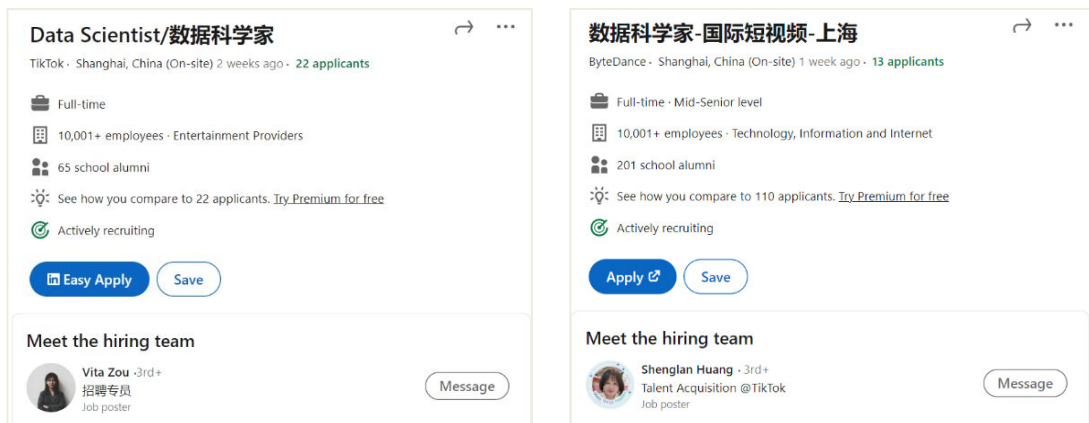 Data Scientist/数据科学家
TikTok · Shanghai, China (On-site) 2 weeks ago · 22 applicants
Full-time
10,001+ employees · Entertainment Providers
65 school alumni
See how you compare to 22 applicants. Try Premium for free
Actively recruiting
in Easy Apply
Save
Meet the hiring team
Vita Zou · 3rd+
招聘专员
Job poster
Message
数据科学家-国际短视频-上海
ByteDance · Shanghai, China (On-site) 1 week ago · 13 applicants
Full-time · Mid-Senior level
10,001+ employees · Technology, Information and Internet
201 school alumni
See how you compare to 110 applicants. Try Premium for free
Actively recruiting
Apply
Save
Meet the hiring team
Shenglan Huang · 3rd+
Talent Acquisition @TikTok
Job poster
Message